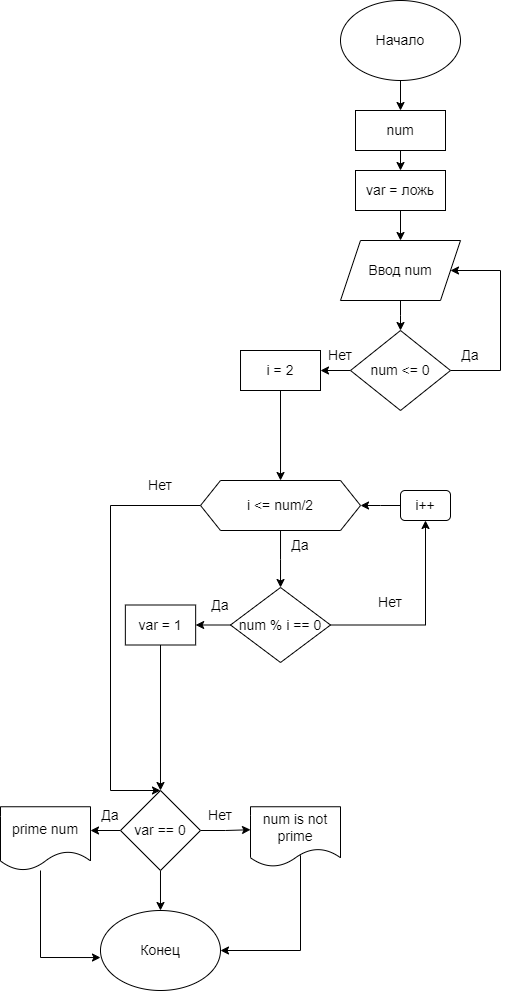 Начало
num
var = ложь
Ввод num
num <= 0
Нет
Да
i = 2
Нет
i <= num/2
i++
Да
Нет
Да
num % i == 0
var = 1
prime num
Да
var == 0
Нет
num is not
prime
Конец